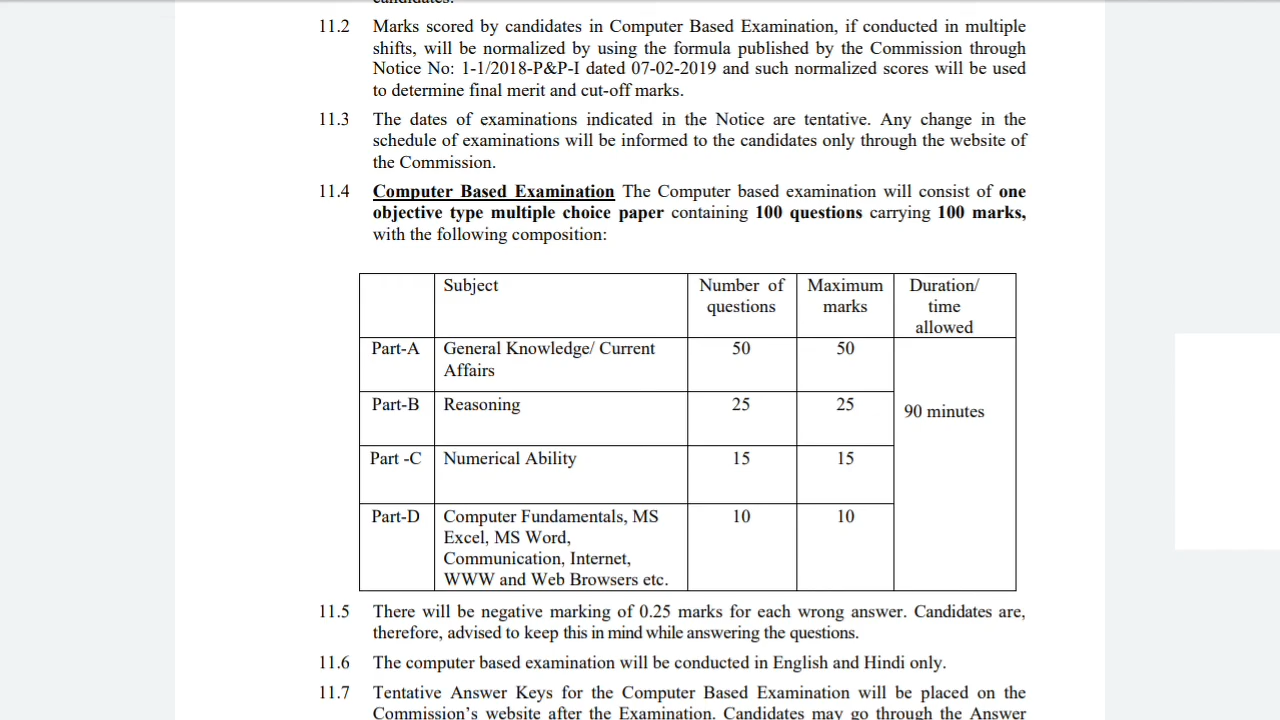 candidates.
11.2 Marks scored by candidates in Computer Based Examination, if conducted in multiple
shifts, will be normalized by using the formula published by the Commission through
Notice No: 1-1/2018-P&P-I dated 07-02-2019 and such normalized scores will be used
to determine final merit and cut-off marks.
11.3 The dates of examinations indicated in the Notice are tentative. Any change in the
schedule of examinations will be informed to the candidates only through the website of
the Commission.
11.4 Computer Based Examination The Computer based examination will consist of one
objective type multiple choice paper containing 100 questions carrying 100 marks,
with the following composition:
Subject Number of Maximum Duration/
questions marks time
allowed
Part-A General Knowledge/ Current 50 50
Affairs
Part-B Reasoning 25 25
90 minutes
Part -C Numerical Ability 15 15
Part-D Computer Fundamentals, MS 10 10
Excel, MS Word,
Communication, Internet,
WWW and Web Browsers etc.
11.5 There will be negative marking of 0.25 marks for each wrong answer. Candidates are,
therefore, advised to keep this in mind while answering the questions.
11.6 The computer based examination will be conducted in English and Hindi only.
11.7 Tentative Answer Keys for the Computer Based Examination will be placed on the
Commission's website after the Examination. Candidates may go through the Answer